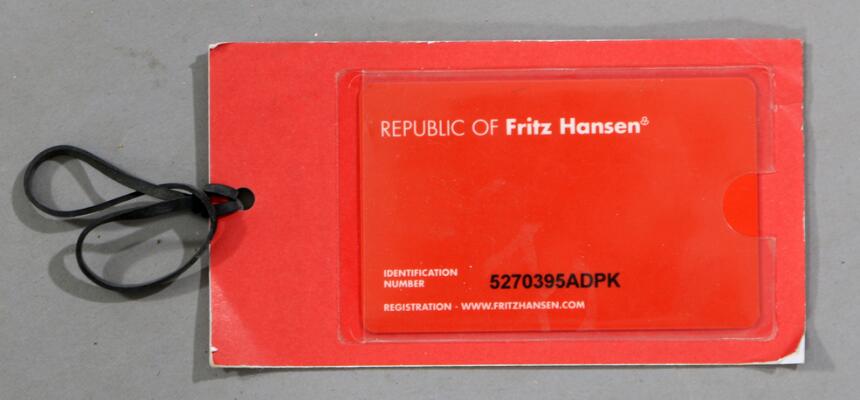 REPUBLIC OF Fritz Hansen®
IDENTIFICATION
NUMBER 5270395ADPK
REGISTRATION - WWW.FRITZHANSEN.COM